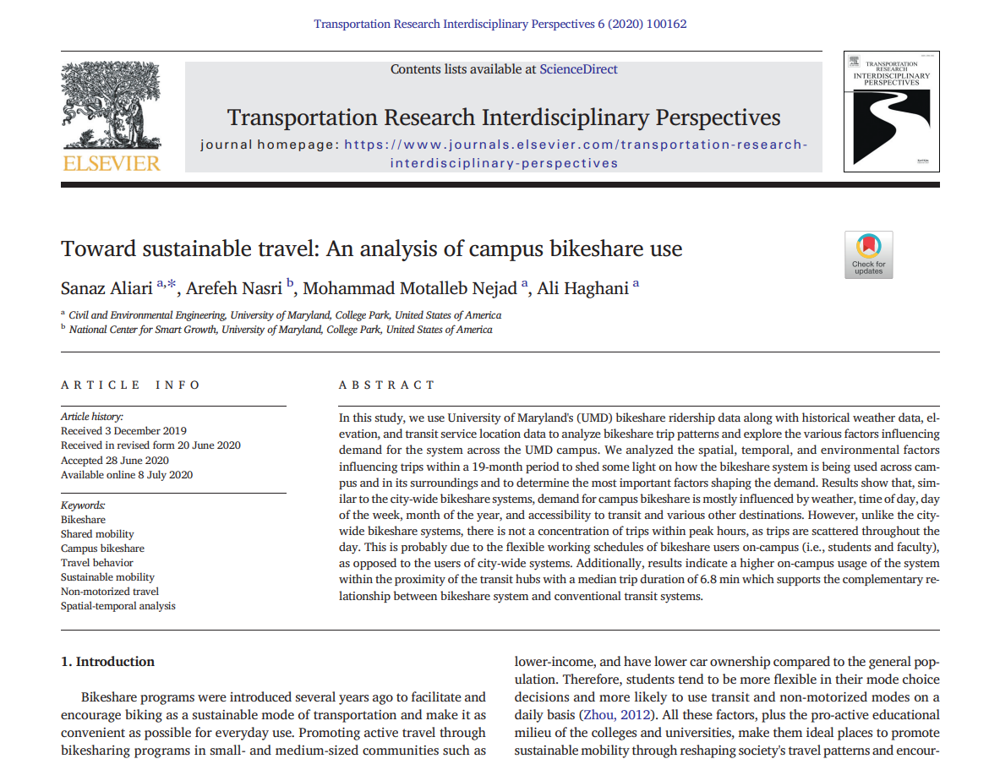 Transportation Research Interdisciplinary Perspectives 6 (2020) 100162
ELSEVIER
Contents lists available at ScienceDirect
Transportation Research Interdisciplinary Perspectives
journal homepage: https://www.journals.elsevier.com/transportation-research-
interdisciplinary-perspectives
TRANSPORTATION
RESEARCH
INTERDISCIPLINARY
PERSPECTIVES
Toward sustainable travel: An analysis of campus bikeshare use
Check for
updates
Sanaz Aliari a,*, Arefeh Nasri b, Mohammad Motalleb Nejad a, Ali Haghani a
a Civil and Environmental Engineering, University of Maryland, College Park, United States of America
b National Center for Smart Growth, University of Maryland, College Park, United States of America
ARTICLE INFO
Article history:
Received 3 December 2019
Received in revised form 20 June 2020
Accepted 28 June 2020
Available online 8 July 2020
Keywords:
Bikeshare
Shared mobility
Campus bikeshare
Travel behavior
Sustainable mobility
Non-motorized travel
Spatial-temporal analysis
ABSTRACT
In this study, we use University of Maryland's (UMD) bikeshare ridership data along with historical weather data, el-
evation, and transit service location data to analyze bikeshare trip patterns and explore the various factors influencing
demand for the system across the UMD campus. We analyzed the spatial, temporal, and environmental factors
influencing trips within a 19-month period to shed some light on how the bikeshare system is being used across cam-
pus and in its surroundings and to determine the most important factors shaping the demand. Results show that, sim-
ilar to the city-wide bikeshare systems, demand for campus bikeshare is mostly influenced by weather, time of day, day
of the week, month of the year, and accessibility to transit and various other destinations. However, unlike the city-
wide bikeshare systems, there is not a concentration of trips within peak hours, as trips are scattered throughout the
day. This is probably due to the flexible working schedules of bikeshare users on-campus (i.e., students and faculty),
as opposed to the users of city-wide systems. Additionally, results indicate a higher on-campus usage of the system
within the proximity of the transit hubs with a median trip duration of 6.8 min which supports the complementary re-
lationship between bikeshare system and conventional transit systems.
1. Introduction
Bikeshare programs were introduced several years ago to facilitate and
encourage biking as a sustainable mode of transportation and make it as
convenient as possible for everyday use. Promoting active travel through
bikesharing programs in small- and medium-sized communities such as
lower-income, and have lower car ownership compared to the general pop-
ulation. Therefore, students tend to be more flexible in their mode choice
decisions and more likely to use transit and non-motorized modes on a
daily basis (Zhou, 2012). All these factors, plus the pro-active educational
milieu of the colleges and universities, make them ideal places to promote
sustainable mobility through reshaping society's travel patterns and encour-